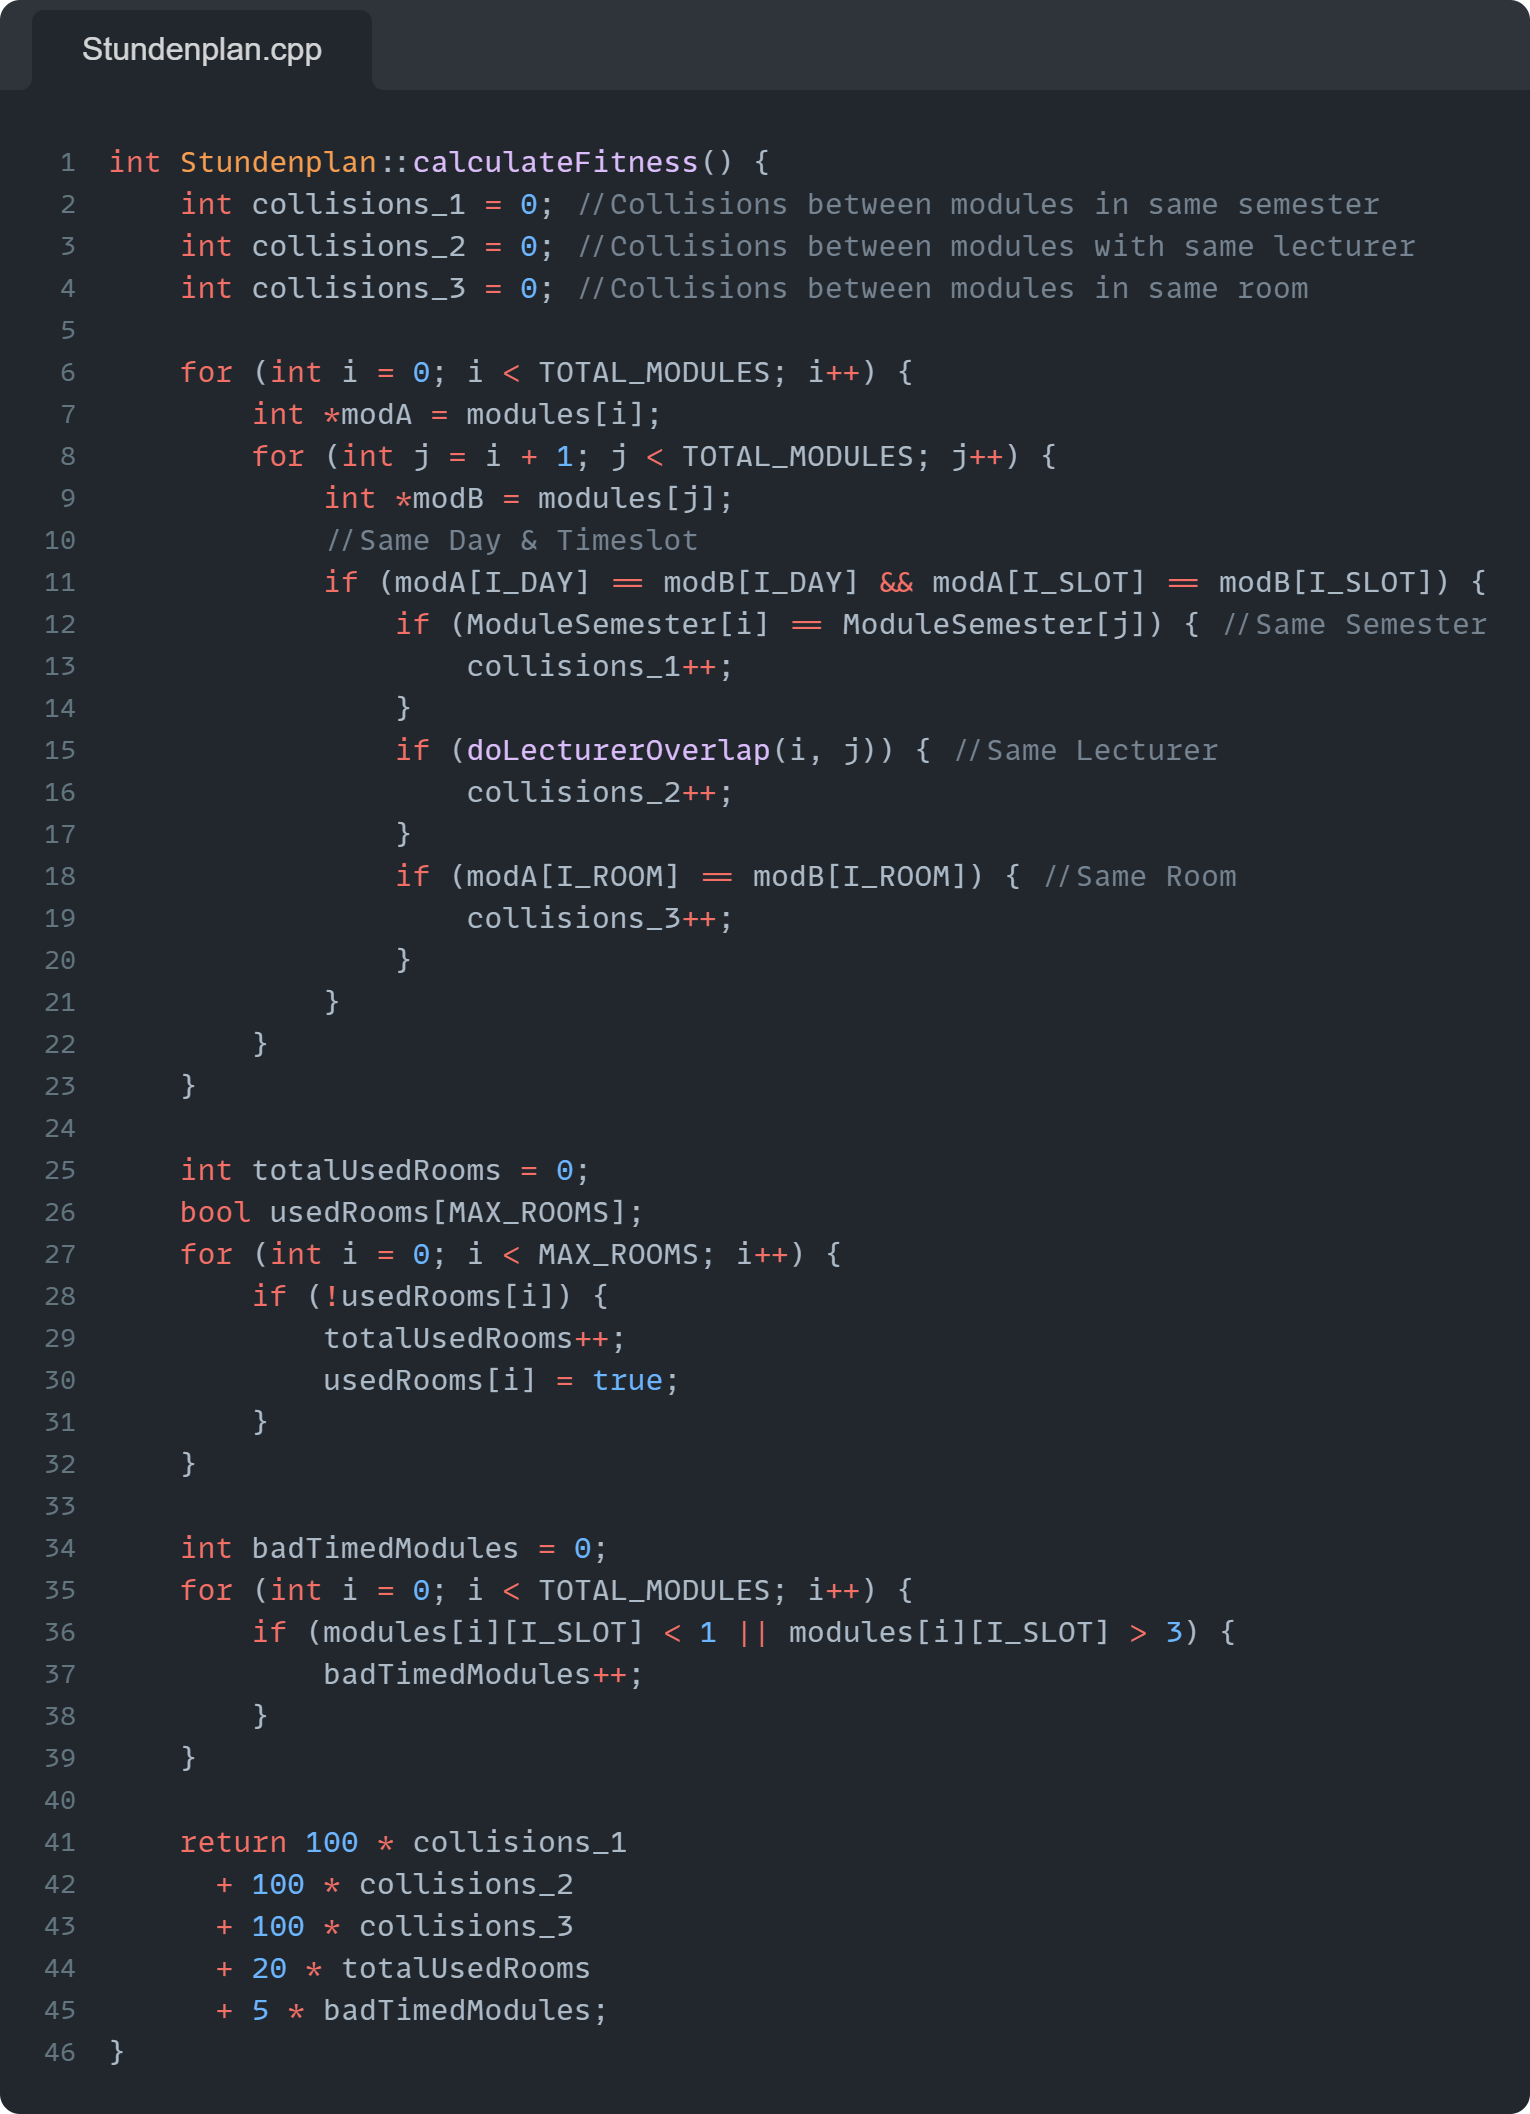 Stundenplan.cpp
1 int Stundenplan::calculateFitness() {
2 int collisions_1 = 0; //Collisions between modules in same semester
3 int collisions_2 = 0; //Collisions between modules with same lecturer
4 int collisions_3 = 0; //Collisions between modules in same room
5
6 for (int i = 0; i < TOTAL_MODULES; i++) {
7 int *modA = modules[i];
8 for (int j = i + 1; j < TOTAL_MODULES; j++) {
9 int *modB = modules[j];
10 //Same Day & Timeslot
11 if (modA[I_DAY] == modB[I_DAY] && modA[I_SLOT] == modB[I_SLOT]) {
12 if (ModuleSemester[i] == ModuleSemester[j]) { //Same Semester
13 collisions_1++;
14 }
15 if (doLecturerOverlap(i, j)) { //Same Lecturer
16 collisions_2++;
17 }
18 if (modA[I_ROOM] == modB[I_ROOM]) { //Same Room
19 collisions_3++;
20 }
21 }
22 }
23 }
24
25 int totalUsedRooms = 0;
26 bool usedRooms[MAX_ROOMS];
27 for (int i = 0; i < MAX_ROOMS; i++) {
28 if (!usedRooms[i]) {
29 totalUsedRooms++;
30 usedRooms[i] = true;
31 }
32 }
33
34 int badTimedModules = 0;
35 for (int i = 0; i < TOTAL_MODULES; i++) {
36 if (modules[i][I_SLOT] < 1 || modules[i][I_SLOT] > 3) {
37 badTimedModules++;
38 }
39 }
40
41 return 100 * collisions_1
42 + 100 * collisions_2
43 + 100 * collisions_3
44 + 20 * totalUsedRooms
45 + 5 * badTimedModules;
46 }